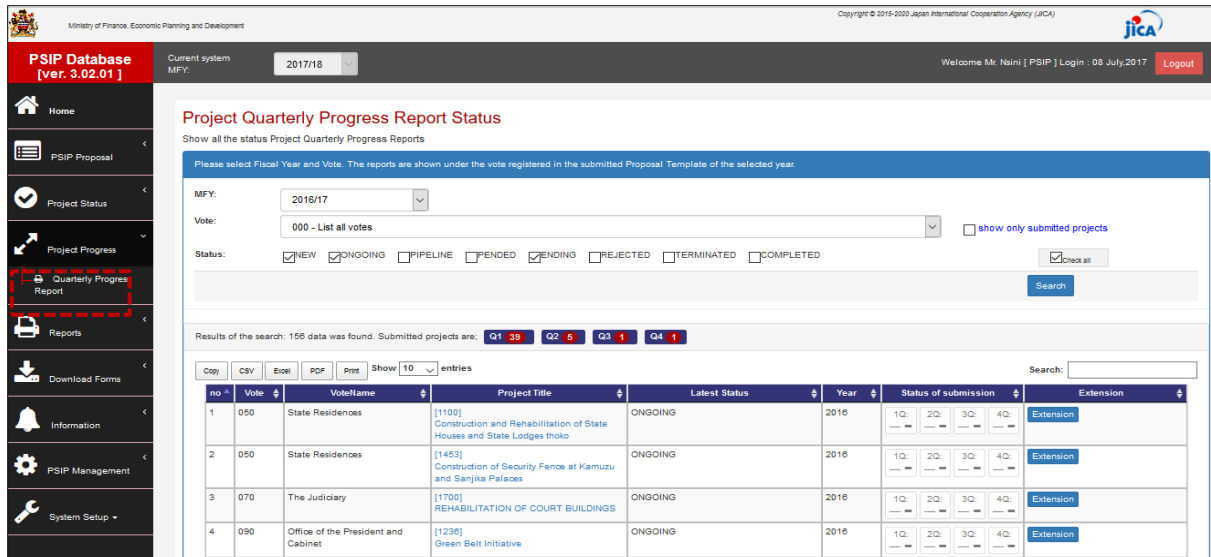 Ministry of Finance, Economic Planning and Development
Copyright © 2015-2020 Japan International Cooperation Agency (JICA)
jICA
PSIP Database
[ver. 3.02.01 ]
Current system
MFY:
2017/18
Welcome Mr. Nsini [ PSIP ] Login : 08 July,2017
Logout
Home
PSIP Proposal
Project Status
Project Progress
Quarterly Progress
Report
Reports
Download Forms
Information
PSIP Management
System Setup
Project Quarterly Progress Report Status
Show all the status Project Quarterly Progress Reports
Please select Fiscal Year and Vote. The reports are shown under the vote registered in the submitted Proposal Template of the selected year.
MFY:
2016/17
Vote:
000 - List all votes
show only submitted projects
Status:
NEW ONGOING PIPELINE PENDED ENDING REJECTED TERMINATED COMPLETED
Check all
Search
Results of the search: 156 data was found. Submitted projects are; Q1 39 Q2 5 Q3 1 Q4 1
Copy CSV Excel PDF Print Show 10 entries
Search:
no Vote VoteName Project Title Latest Status Year Status of submission Extension
1 050 State Residences [1100] ONGOING 2016 1Q: 2Q: 3Q: 4Q: Extension
Construction and Rehabilitation of State
Houses and State Lodges thoko
2 050 State Residences [1453] ONGOING 2016 1Q: 2Q: 3Q: 4Q: Extension
Construction of Security Fence at Kamuzu
and Sanjika Palaces
3 070 The Judiciary [1700] ONGOING 2016 1Q: 2Q: 3Q: 4Q: Extension
REHABILITATION OF COURT BUILDINGS
4 090 Office of the President and [1236] ONGOING 2016 1Q: 2Q: 3Q: 4Q: Extension
Cabinet Green Belt Initiative